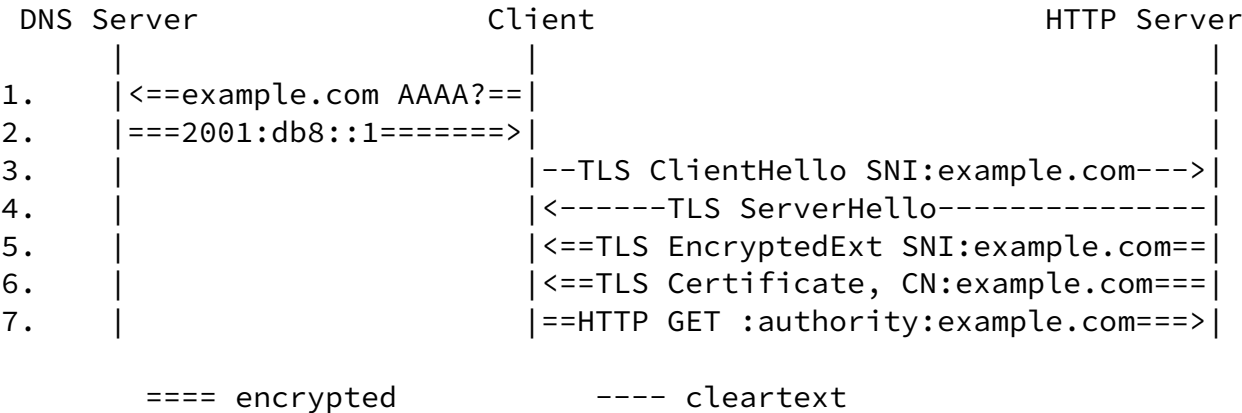 DNS Server                Client                         HTTP Server
     |                       |                                     |
1.   |<==example.com AAAA?==|                                     |
2.   |===2001:db8::1=======>|                                     |
3.   |                       |--TLS ClientHello SNI:example.com--->|
4.   |                       |<------TLS ServerHello---------------|
5.   |                       |<==TLS EncryptedExt SNI:example.com==|
6.   |                       |<==TLS Certificate, CN:example.com===|
7.   |                       |==HTTP GET :authority:example.com===>|
==== encrypted           ---- cleartext